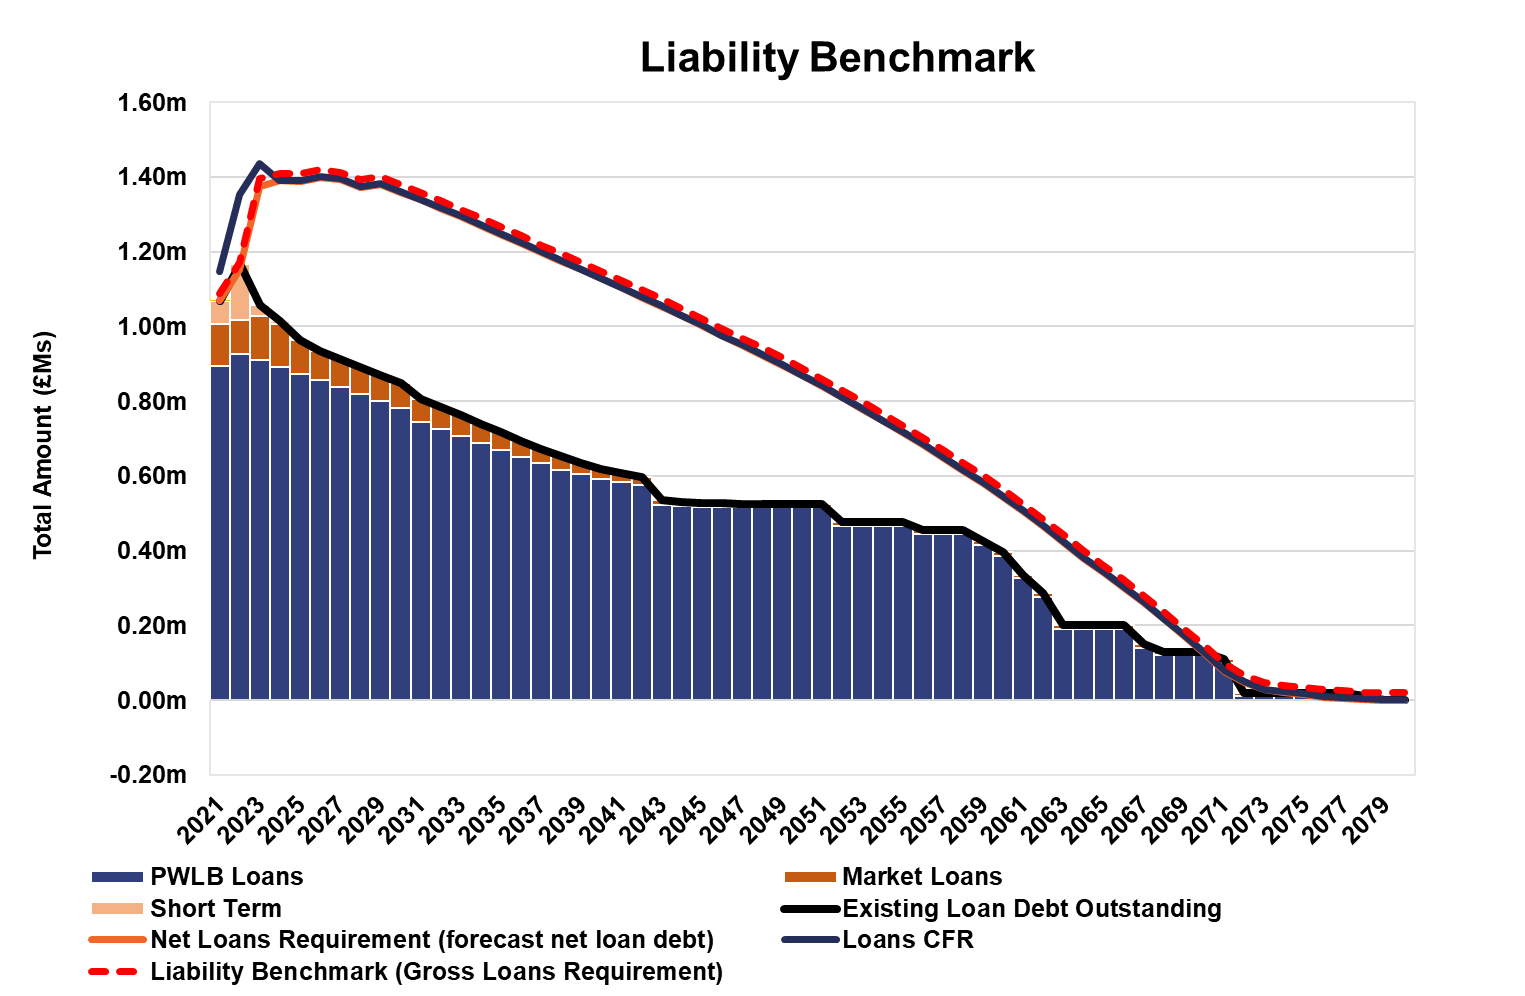 Liability Benchmark
1.60m
1.40m
1.20m
1.00m
0.80m
0.60m
0.40m
0.20m
0.00m
-0.20m
Total Amount (£Ms)
2021 2023 2025 2027 2029 2031 2033 2035 2037 2039 2041 2043 2045 2047 2049 2051 2053 2055 2057 2059 2061 2063 2065 2067 2069 2071 2073 2075 2077 2079
PWLB Loans Market Loans
Short Term Existing Loan Debt Outstanding
Net Loans Requirement (forecast net loan debt) Loans CFR
Liability Benchmark (Gross Loans Requirement)